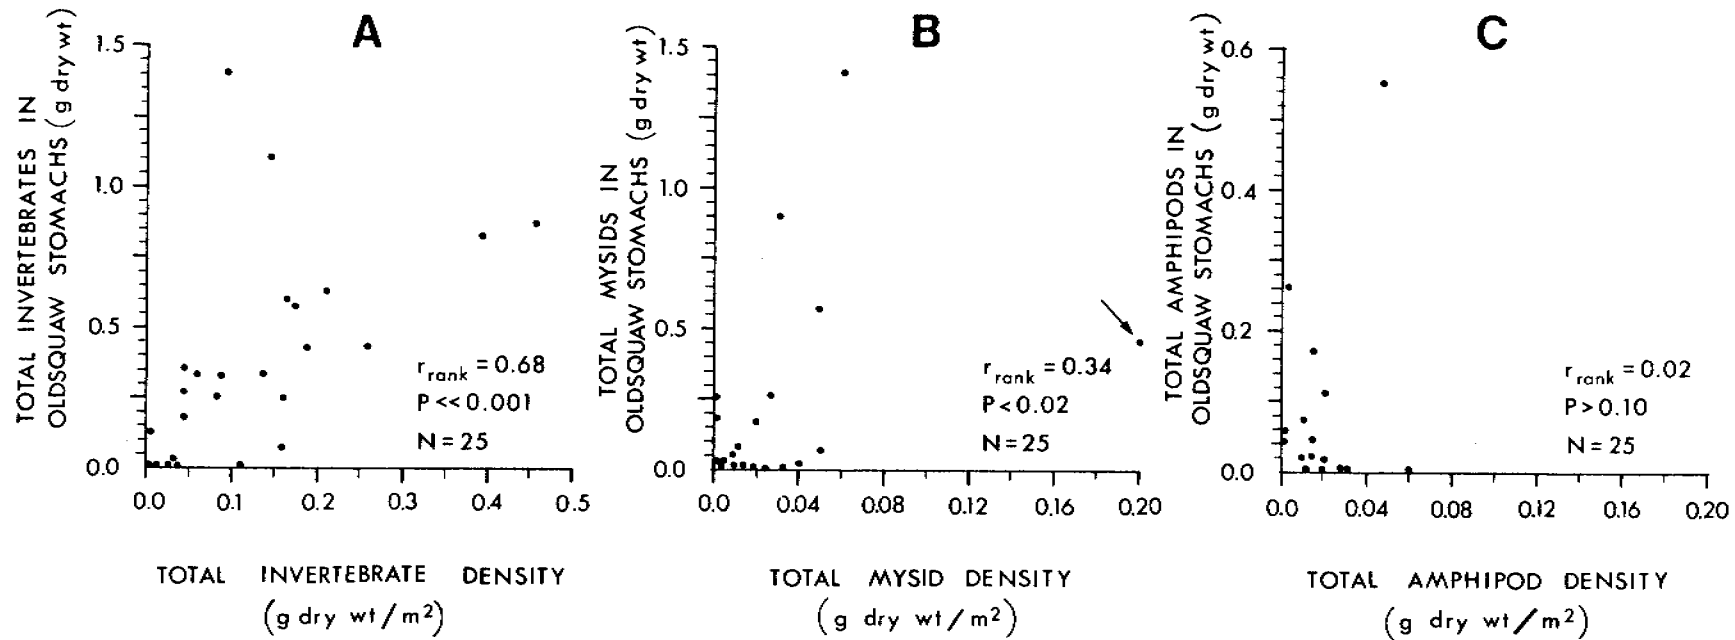 A
TOTAL INVERTEBRATES IN
OLDSQUAW STOMACHS (g dry wt)
1.5
1.0
0.5
0.0
0.0 0.1 0.2 0.3 0.4 0.5
r rank = 0.68
P << 0.001
N = 25
TOTAL INVERTEBRATE DENSITY
(g dry wt/m²)
B
TOTAL MYSIDS IN
OLDSQUAW STOMACHS (g dry wt)
1.5
1.0
0.5
0.0
0.0 0.04 0.08 0.12 0.16 0.20
r rank = 0.34
P < 0.02
N = 25
TOTAL MYSID DENSITY
(g dry wt/m²)
C
TOTAL AMPHIPODS IN
OLDSQUAW STOMACHS (g dry wt)
0.6
0.4
0.2
0.0
0.0 0.04 0.08 0.12 0.16 0.20
r rank = 0.02
P > 0.10
N = 25
TOTAL AMPHIPOD DENSITY
(g dry wt/m²)